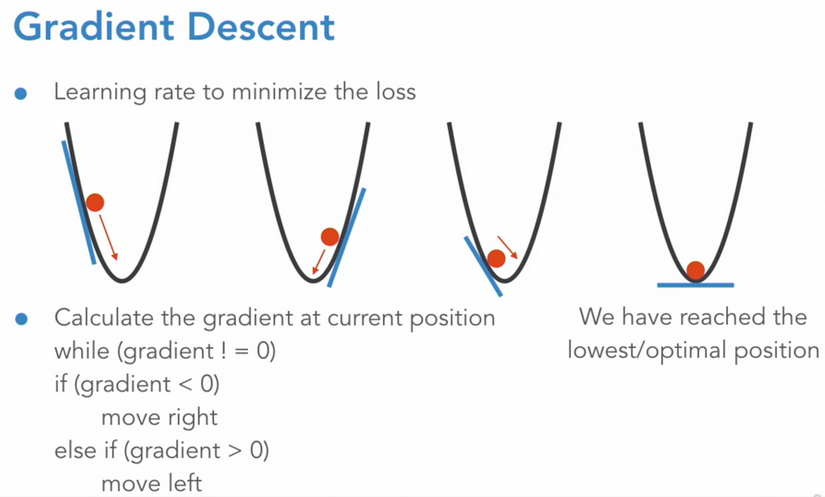 Gradient Descent
Learning rate to minimize the loss
Calculate the gradient at current position
while (gradient ! = 0)
if (gradient < 0)
move right
else if (gradient > 0)
move left
We have reached the
lowest/optimal position